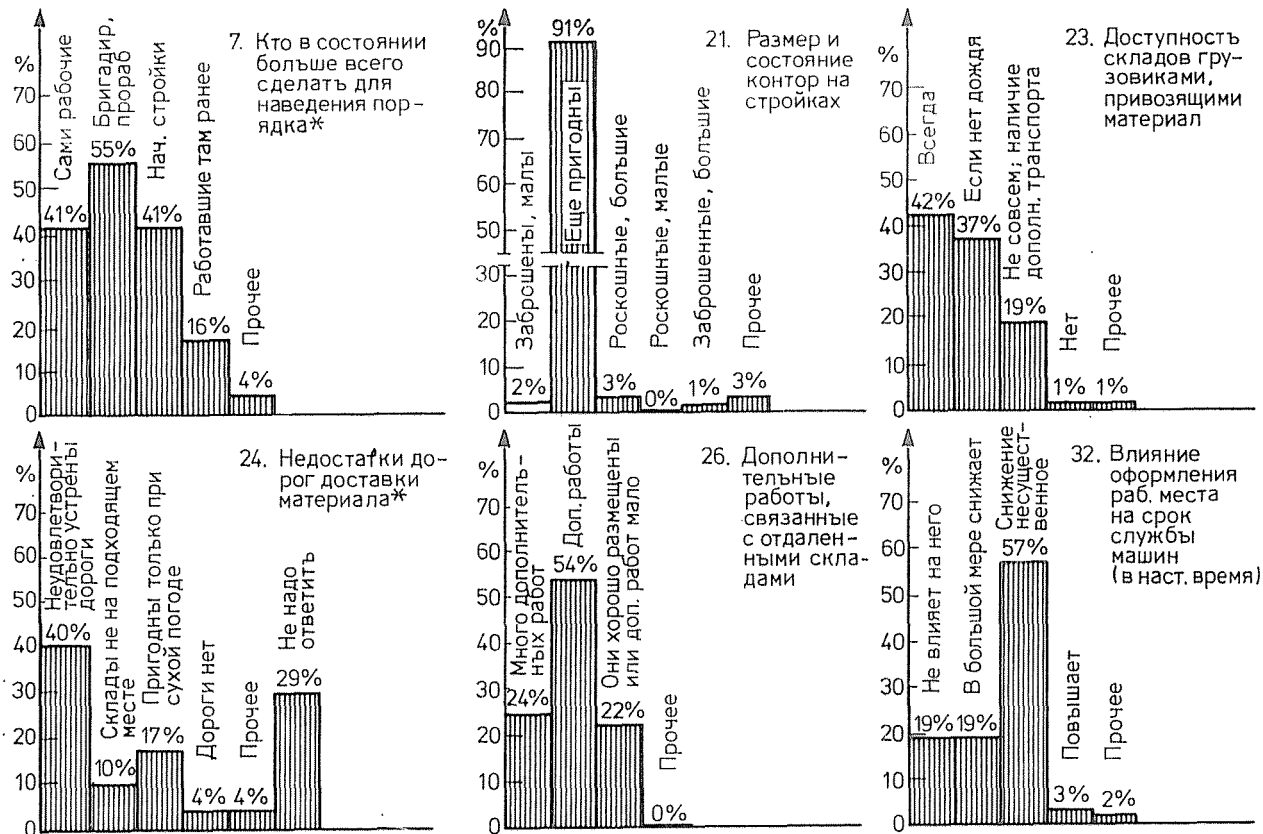 %
70
60
50
40
30
20
10
0
Сами рабочие
41%
Бригадир,
прораб
55%
Нач. стройки
41%
Работавшие там ранее
16%
Прочее
4%
7. Кто в состоянии
больше всего
сделать для
наведения пор-
ядка*
%
90
80
70
60
50
30
20
10
0
Заброшены, малы
2%
91%
Еще пригодны
Роскошные, большие
3%
Роскошные, малые
0%
Заброшенные, большие
1%
Прочее
3%
21. Размер и
состояние
контор на
стройках
%
70
60
50
40
30
20
10
0
Всегда
42%
Если нет дождя
37%
Не совсем; наличие
дополн. транспорта
19%
Нет
1%
Прочее
1%
23. Доступность
складов гру-
зовиками,
привозящими
материал
%
70
60
50
40
30
20
10
0
Неудовлетвори-
тельно устрены
дороги
40%
Склады не на подходящем
месте
10%
Пригодны только при
сухой погоде
17%
Дороги нет
4%
Прочее
4%
Не надо
ответить
29%
24. Недостатки до-
рог доставки
материала*
%
70
60
50
40
30
20
10
0
Много дополнитель-
ных работ
24%
Доп. работы
54%
Они хорошо размещены
или доп. работ мало
22%
Прочее
0%
26. Дополни-
тельные
работы,
связанные
с отдален-
ными скла-
дами
%
70
60
50
40
30
20
10
0
Не влияет на него
19%
В большой мере снижает
19%
Снижение
несущест-
венное
57%
Повышает
3%
Прочее
2%
32. Влияние
оформления
раб. места
на срок
службы
машин
(в наст. время)